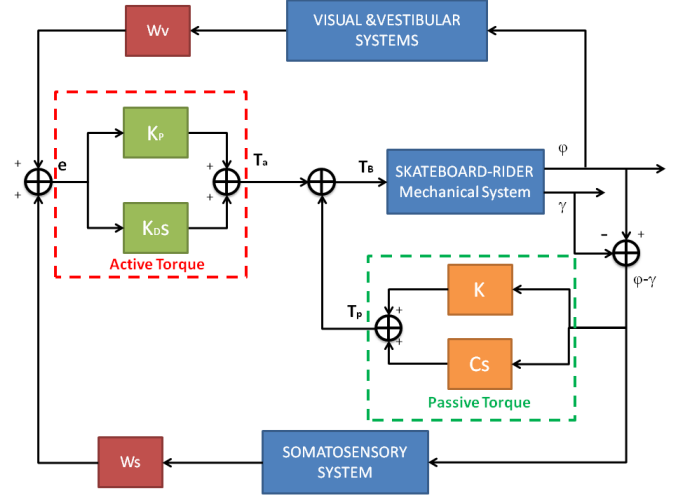 Wv
VISUAL &VESTIBULAR
SYSTEMS
+
+
e
KP
KDS
+
+
Ta
Active Torque
TB
SKATEBOARD-RIDER
Mechanical System
φ
γ
-
+
φ-γ
Tp
+
+
K
Cs
Passive Torque
Ws
SOMATOSENSORY
SYSTEM